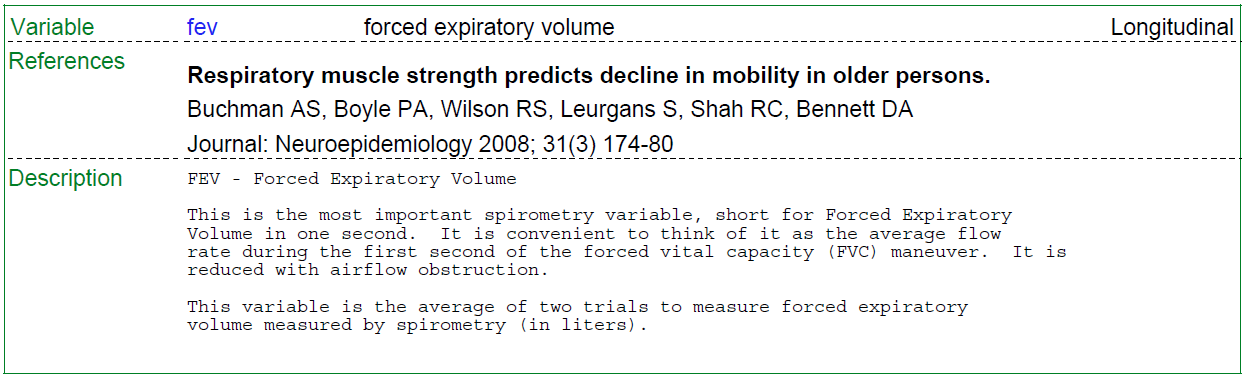 Variable fev forced expiratory volume Longitudinal
References
Respiratory muscle strength predicts decline in mobility in older persons.
Buchman AS, Boyle PA, Wilson RS, Leurgans S, Shah RC, Bennett DA
Journal: Neuroepidemiology 2008; 31(3) 174-80
Description FEV - Forced Expiratory Volume
This is the most important spirometry variable, short for Forced Expiratory
Volume in one second.  It is convenient to think of it as the average flow
rate during the first second of the forced vital capacity (FVC) maneuver.  It is
reduced with airflow obstruction.
This variable is the average of two trials to measure forced expiratory
volume measured by spirometry (in liters).